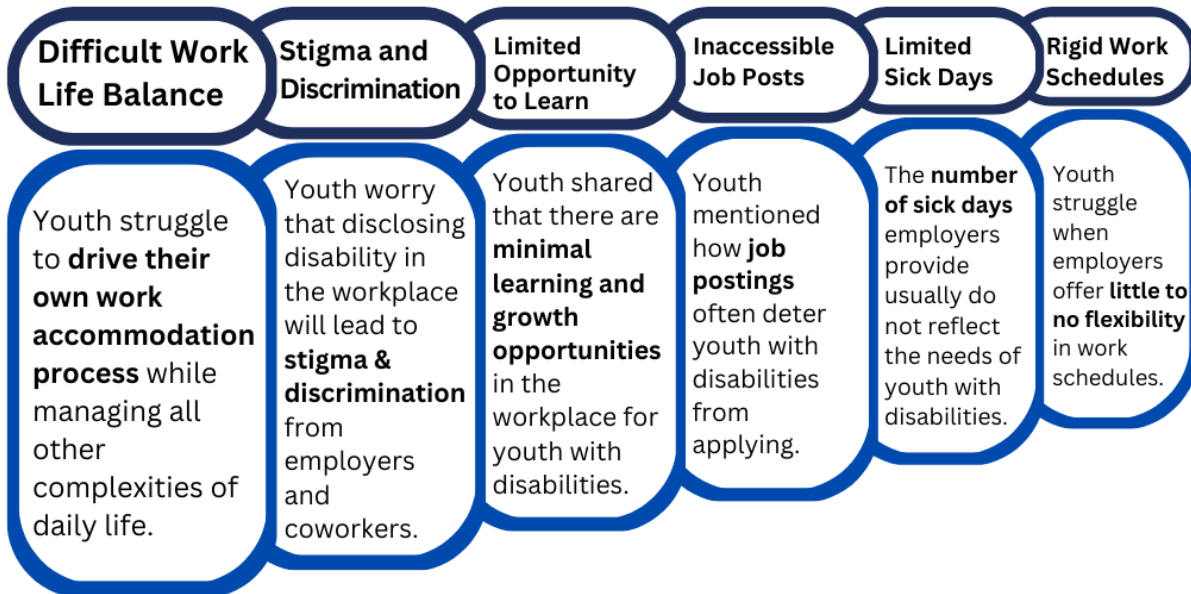 Difficult Work
Life Balance
Stigma and
Discrimination
Limited
Opportunity
to Learn
Inaccessible
Job Posts
Limited
Sick Days
Rigid Work
Schedules
Youth struggle
to drive their
own work
accommodation
process while
managing all
other
complexities of
daily life.
Youth worry
that disclosing
disability in
the workplace
will lead to
stigma &
discrimination
from
employers
and
coworkers.
Youth shared
that there are
minimal
learning and
growth
opportunities
in the
workplace for
youth with
disabilities.
Youth
mentioned
how job
postings
often deter
youth with
disabilities
from
applying.
The number
of sick days
employers
provide
usually do
not reflect
the needs of
youth with
disabilities.
Youth
struggle
when
employers
offer little to
no flexibility
in work
schedules.